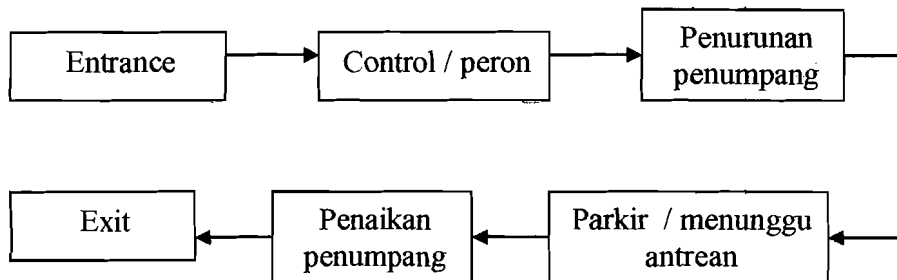 Entrance
Control / peron
Penurunan
penumpang
Exit
Penaikan
penumpang
Parkir / menunggu
antrean